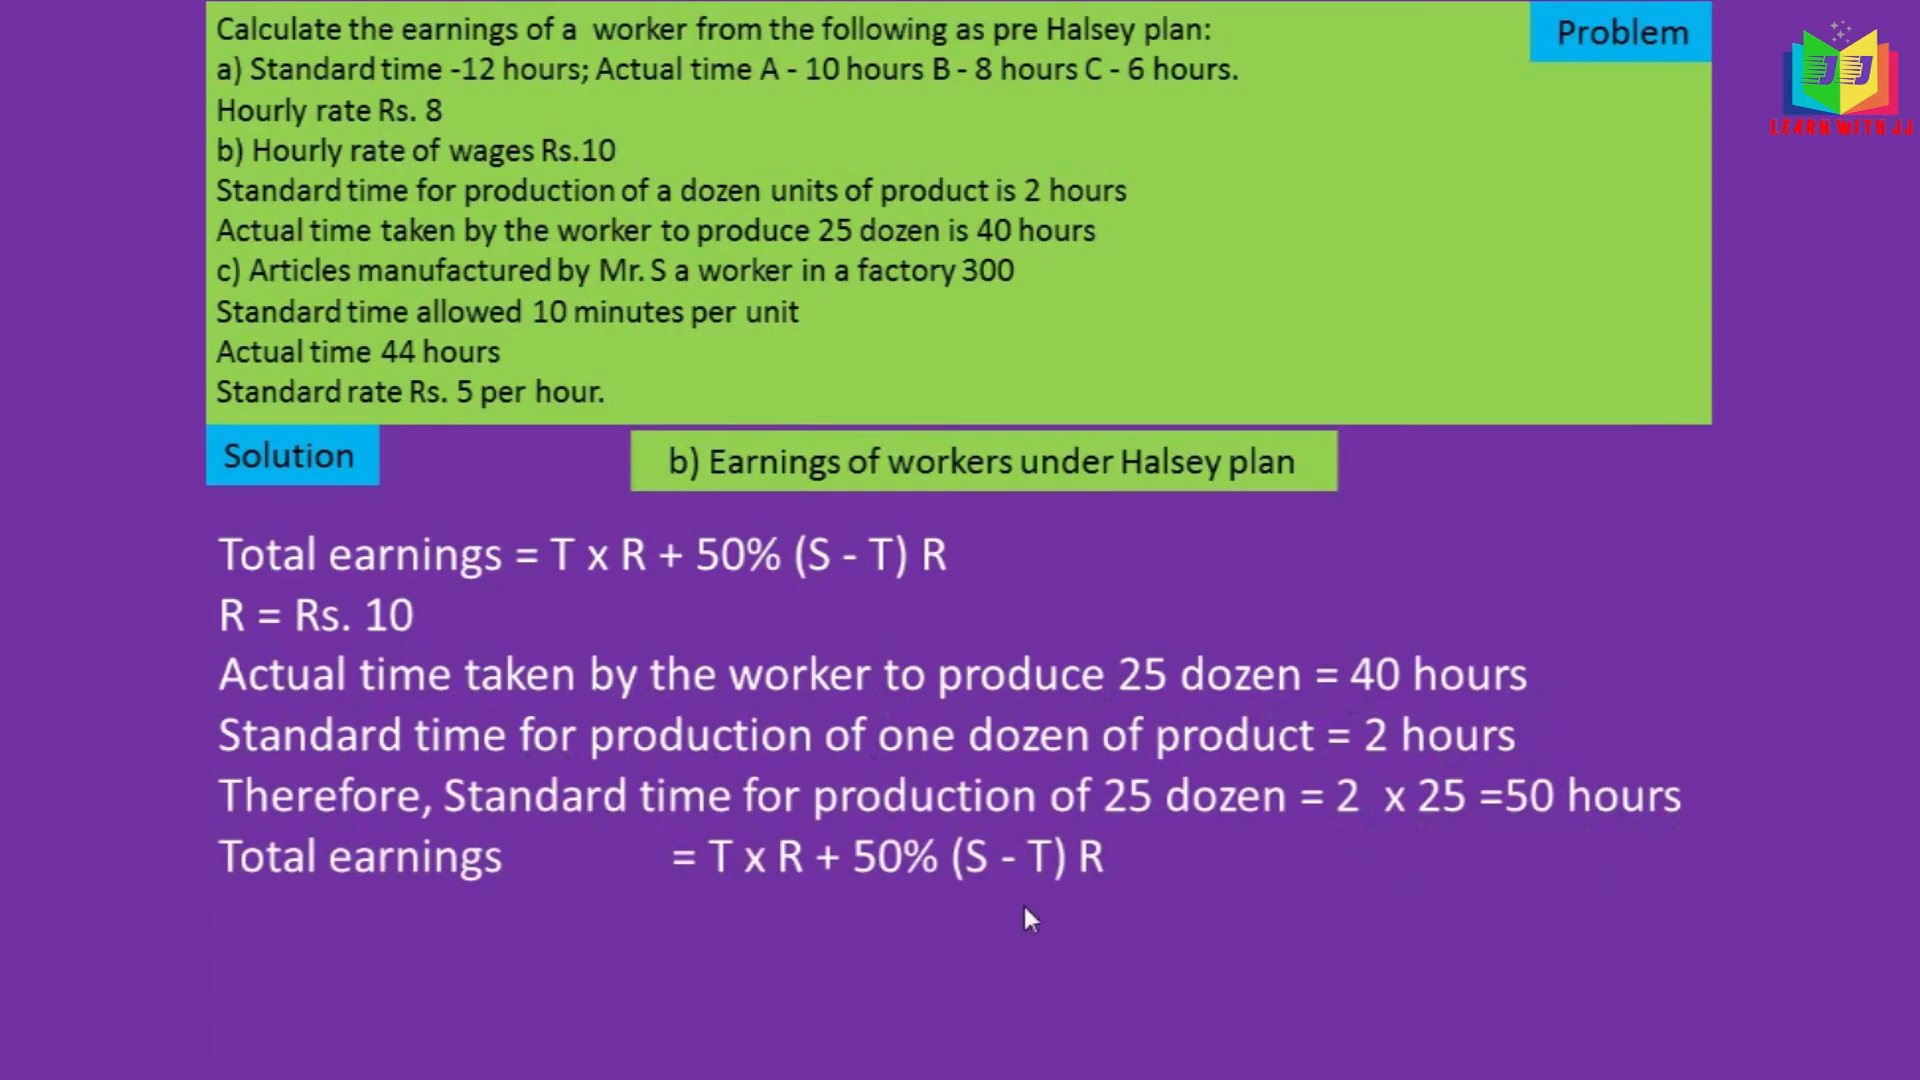 Calculate the earnings of a worker from the following as pre Halsey plan:
Problem
a) Standard time -12 hours; Actual time A - 10 hours B - 8 hours C - 6 hours.
Hourly rate Rs. 8
b) Hourly rate of wages Rs.10
Standard time for production of a dozen units of product is 2 hours
Actual time taken by the worker to produce 25 dozen is 40 hours
c) Articles manufactured by Mr. S a worker in a factory 300
Standard time allowed 10 minutes per unit
Actual time 44 hours
Standard rate Rs. 5 per hour.
JJ
LEARN WITH JJ
Solution
b) Earnings of workers under Halsey plan
Total earnings = T x R + 50% (S - T) R
R = Rs. 10
Actual time taken by the worker to produce 25 dozen = 40 hours
Standard time for production of one dozen of product = 2 hours
Therefore, Standard time for production of 25 dozen = 2 x 25 =50 hours
Total earnings = T x R + 50% (S - T) R